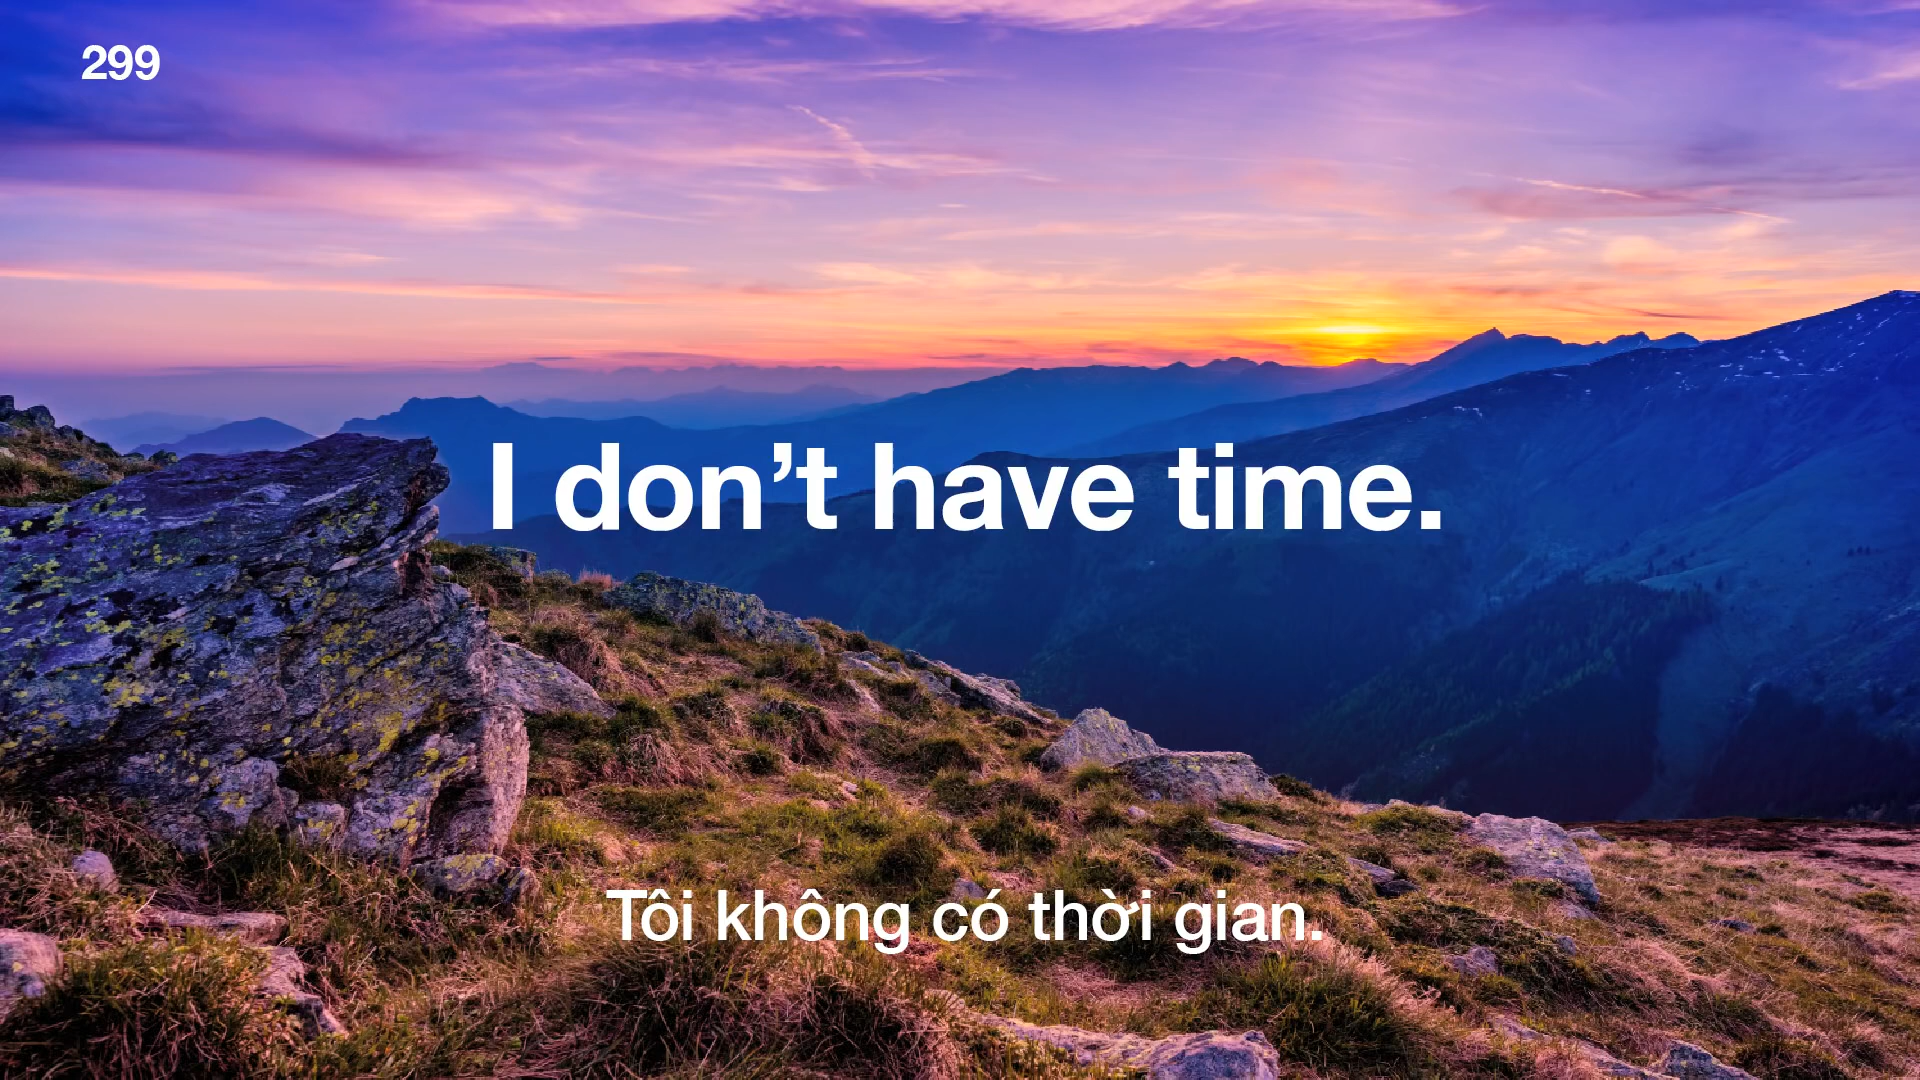 299
I don’t have time.
Tôi không có thời gian.